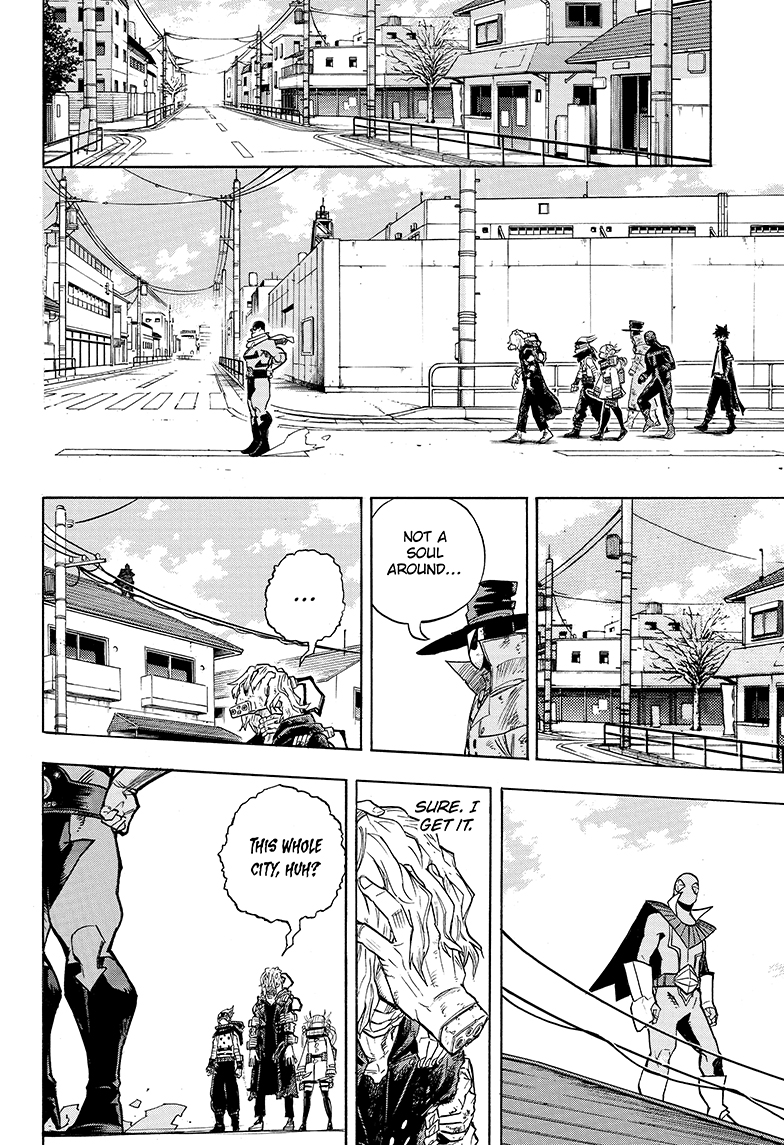 NOT A
SOUL
AROUND...
...
SURE. I
GET IT.
THIS WHOLE
CITY, HUH?